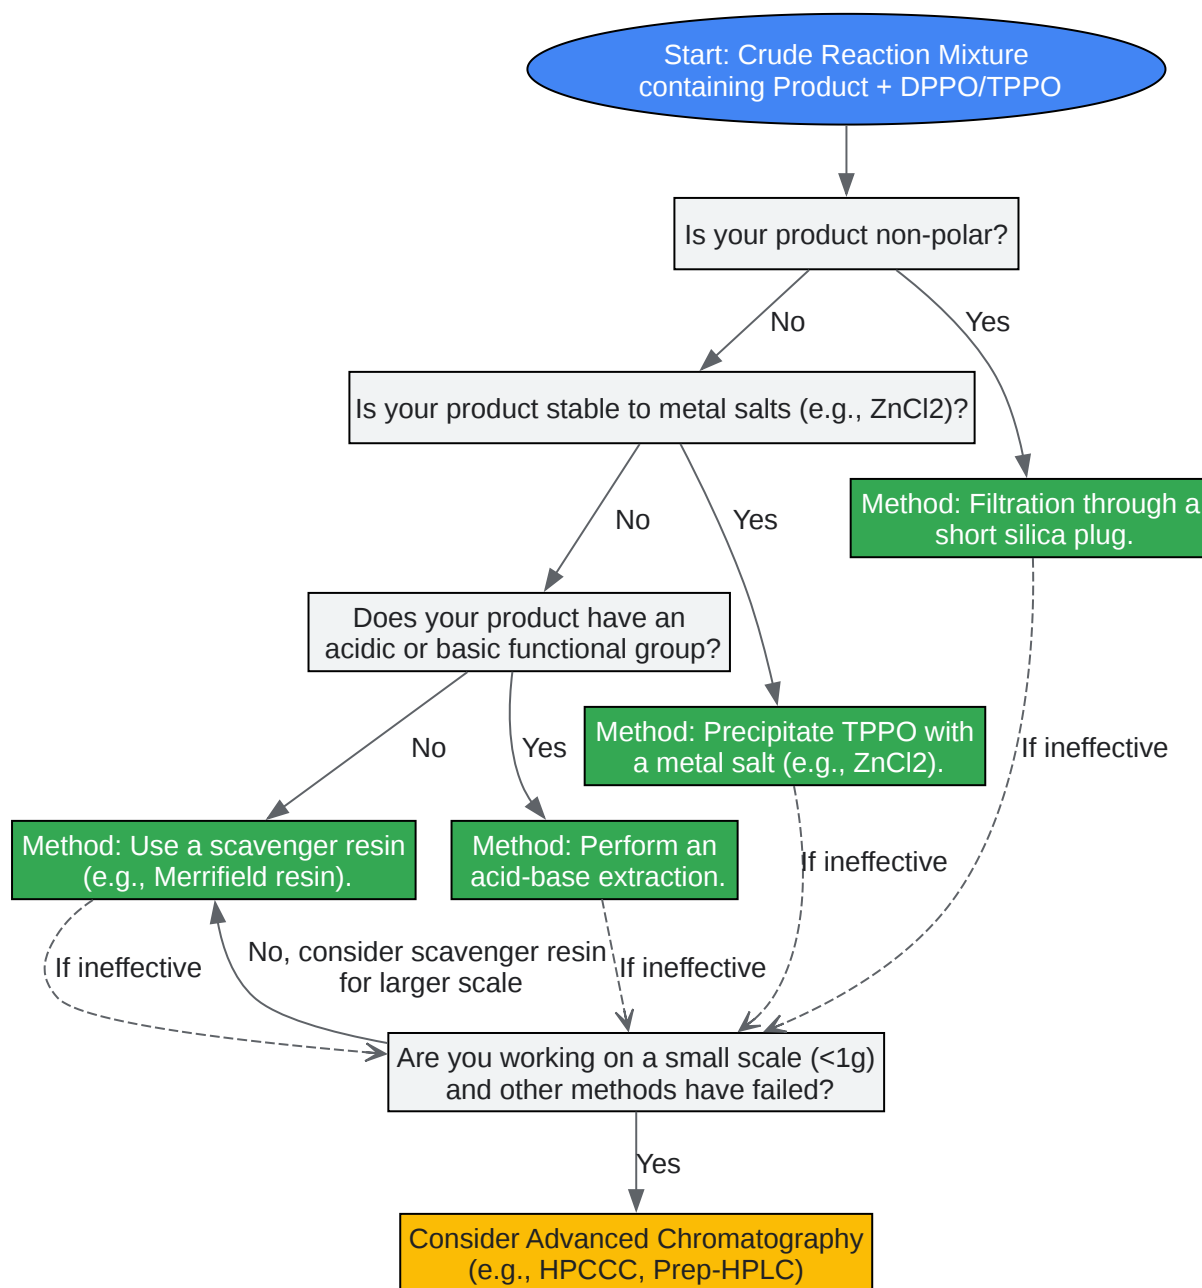 Start: Crude Reaction Mixture
containing Product + DPPO/TPPO
Is your product non-polar?
No
Yes
Is your product stable to metal salts (e.g., ZnCl2)?
No
Yes
Method: Filtration through a
short silica plug.
Does your product have an
acidic or basic functional group?
No
Yes
Method: Precipitate TPPO with
a metal salt (e.g., ZnCl2).
If ineffective
Method: Use a scavenger resin
(e.g., Merrifield resin).
Method: Perform an
acid-base extraction.
If ineffective
If ineffective
No, consider scavenger resin
for larger scale
If ineffective
Are you working on a small scale (<1g)
and other methods have failed?
Yes
Consider Advanced Chromatography
(e.g., HPCCC, Prep-HPLC)